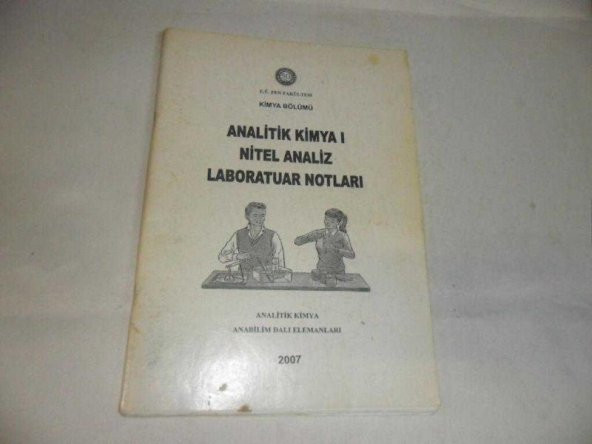 FEN FAKÜLTESİ
KİMYA BÖLÜMÜ
ANALİTİK KİMYA I
NİTEL ANALİZ
LABORATUAR NOTLARI
ANALİTİK KİMYA
ANABİLİM DALI ELEMANLARI
2007